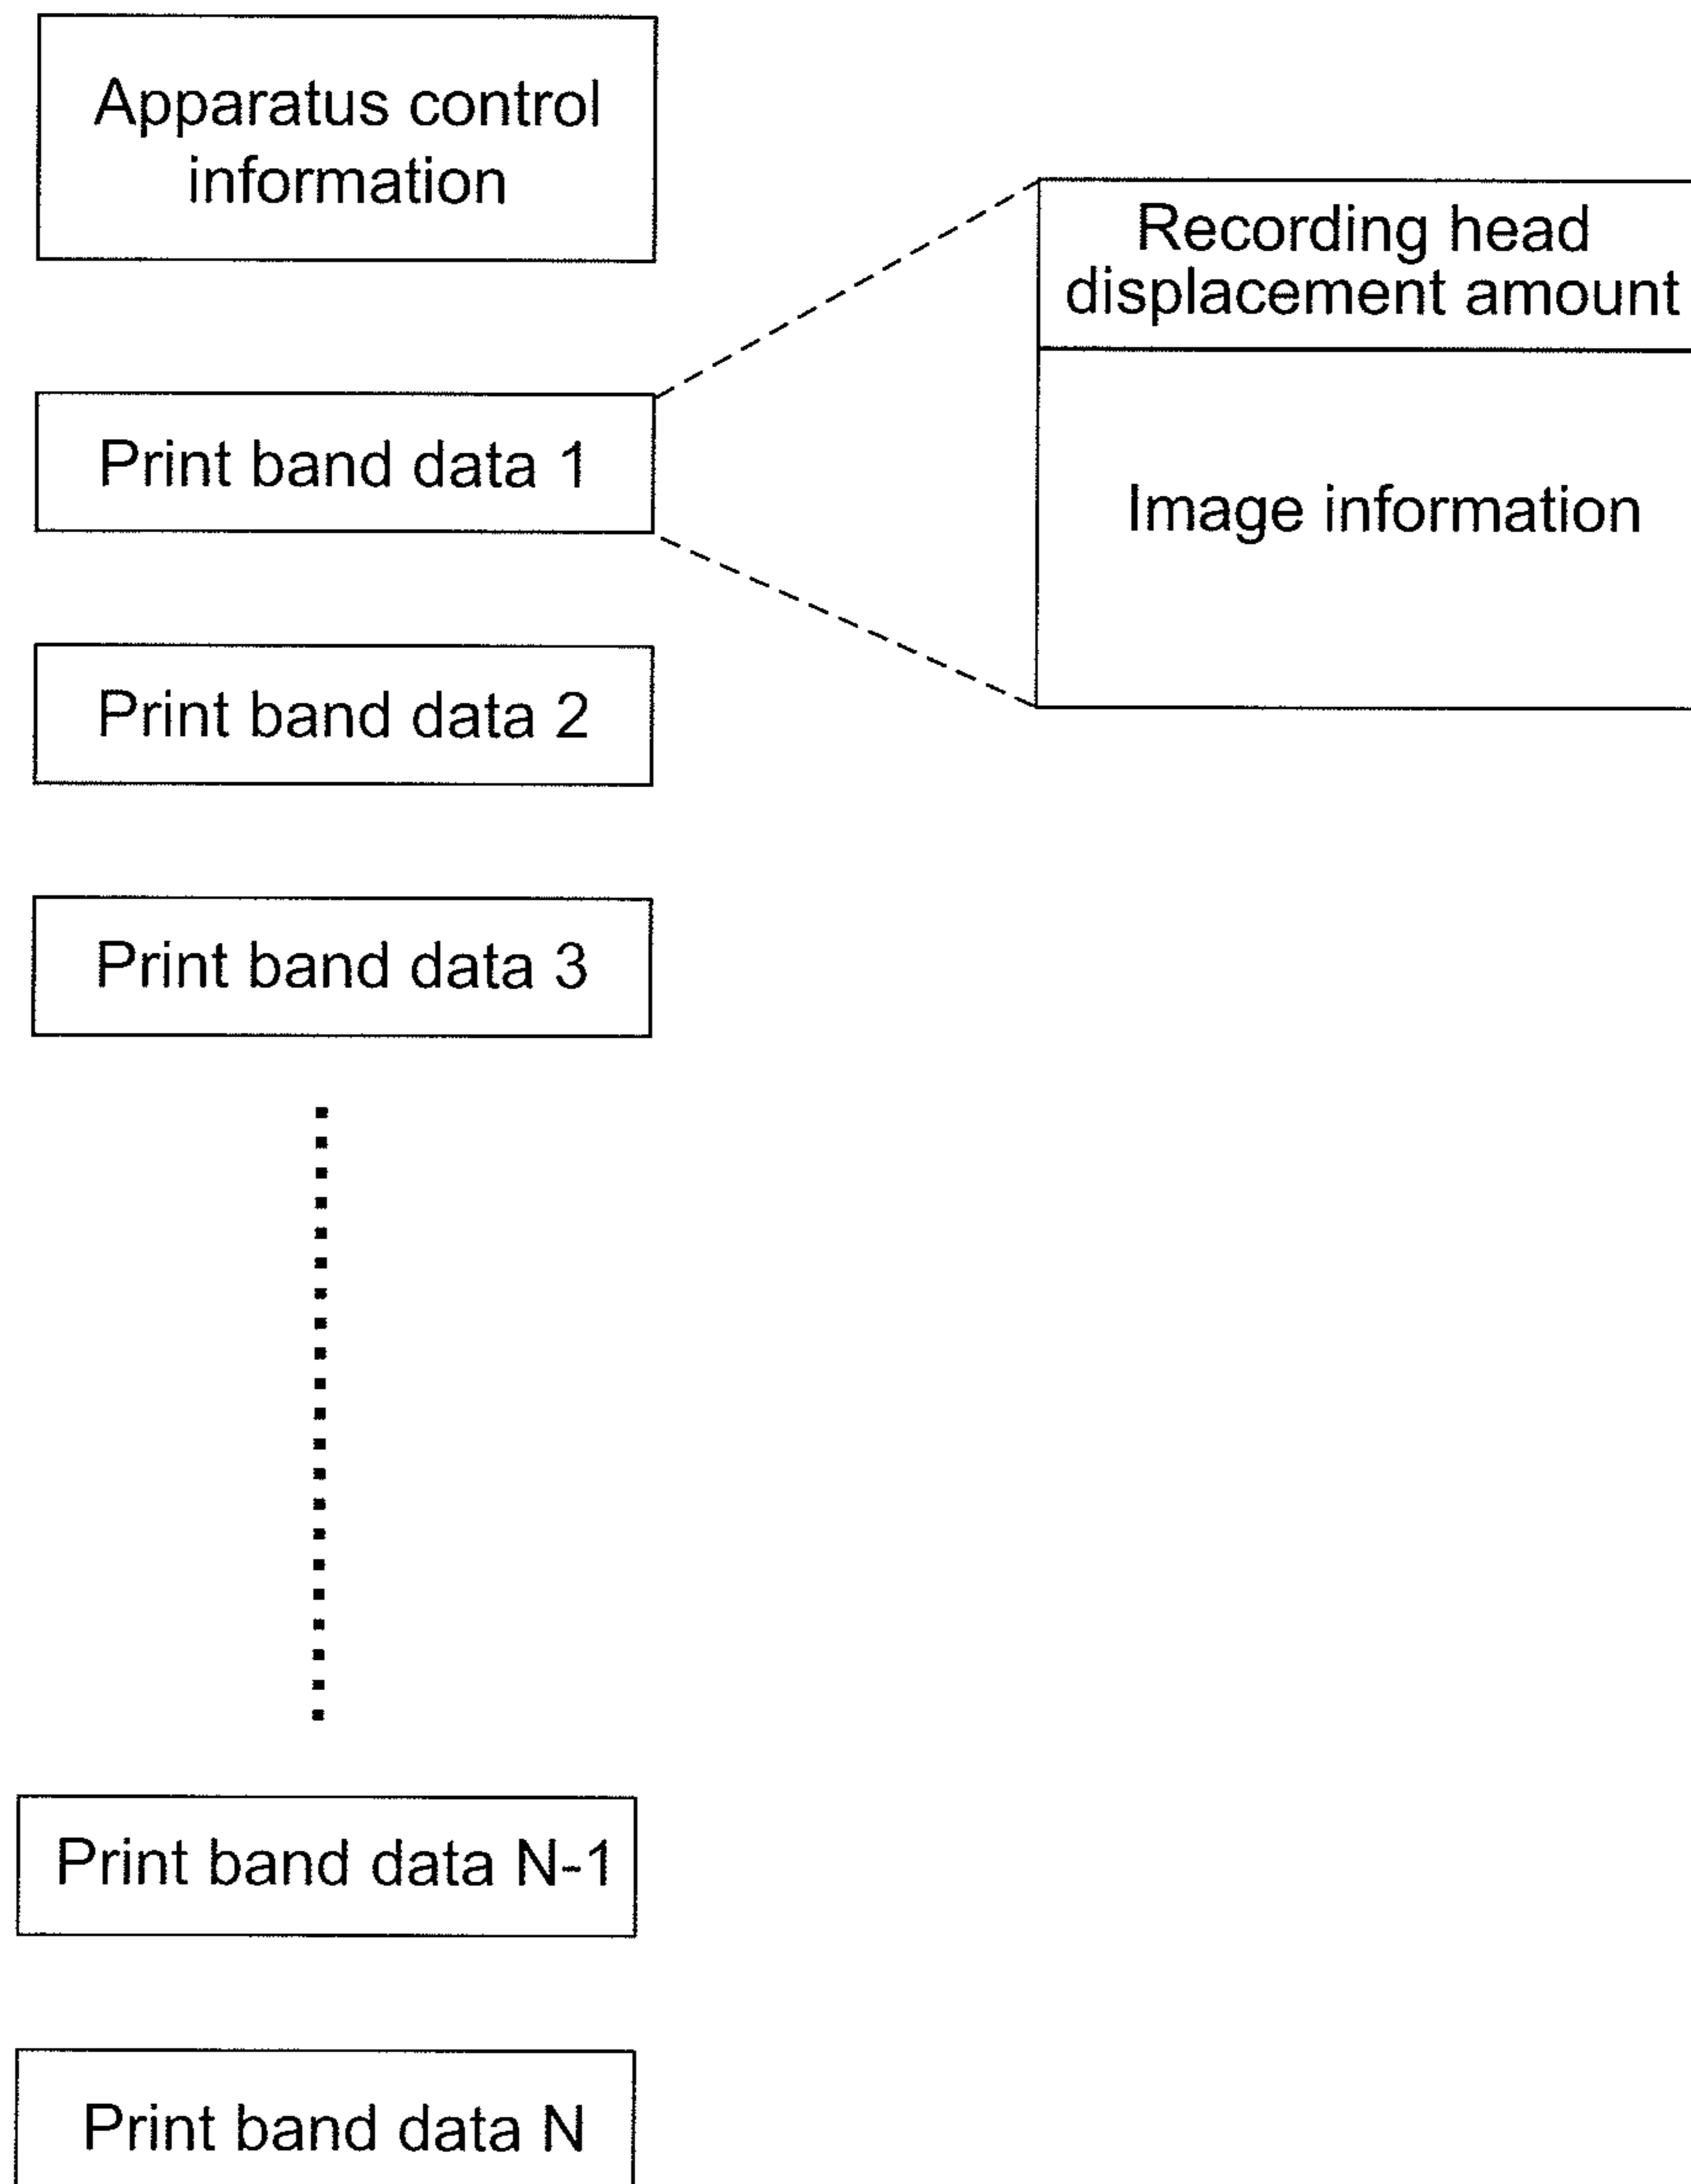 Apparatus control
information
Recording head
displacement amount
Print band data 1
Image information
Print band data 2
Print band data 3
Print band data N-1
Print band data N